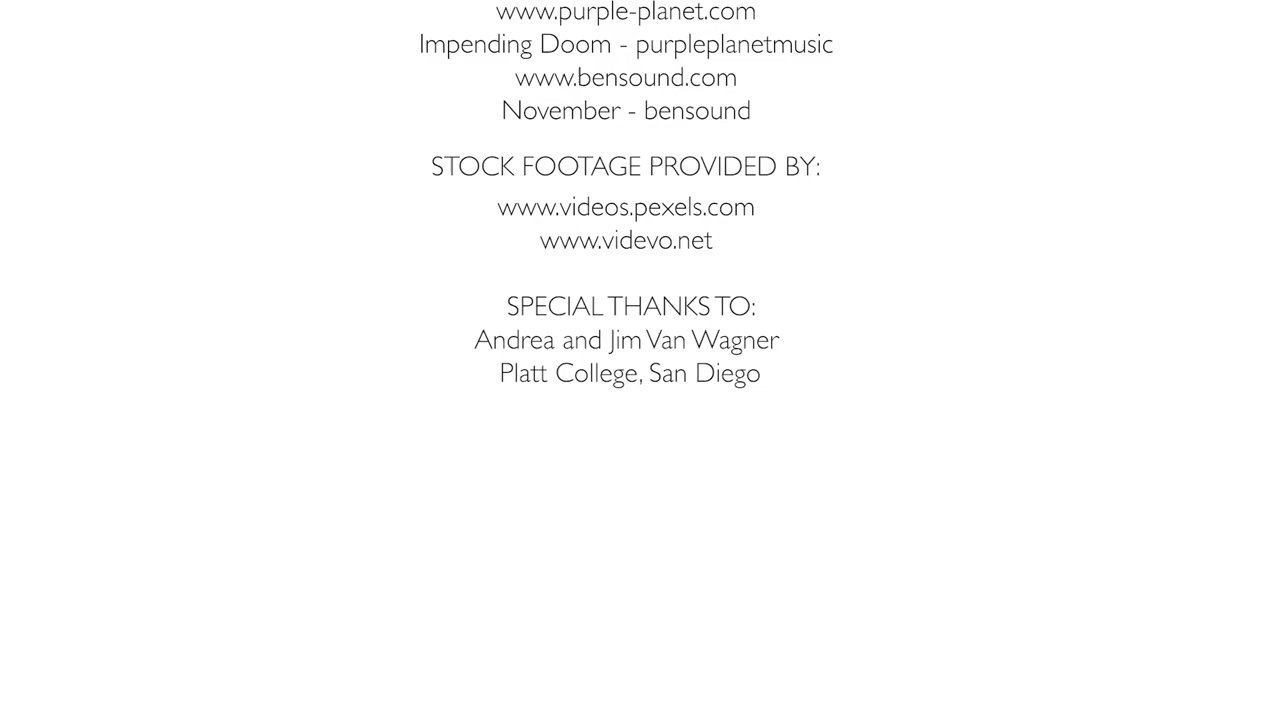 www.purple-planet.com
Impending Doom - purpleplanetmusic
www.bensound.com
November - bensound
STOCK FOOTAGE PROVIDED BY:
www.videos.pexels.com
www.videvo.net
SPECIAL THANKS TO:
Andrea and Jim Van Wagner
Platt College, San Diego